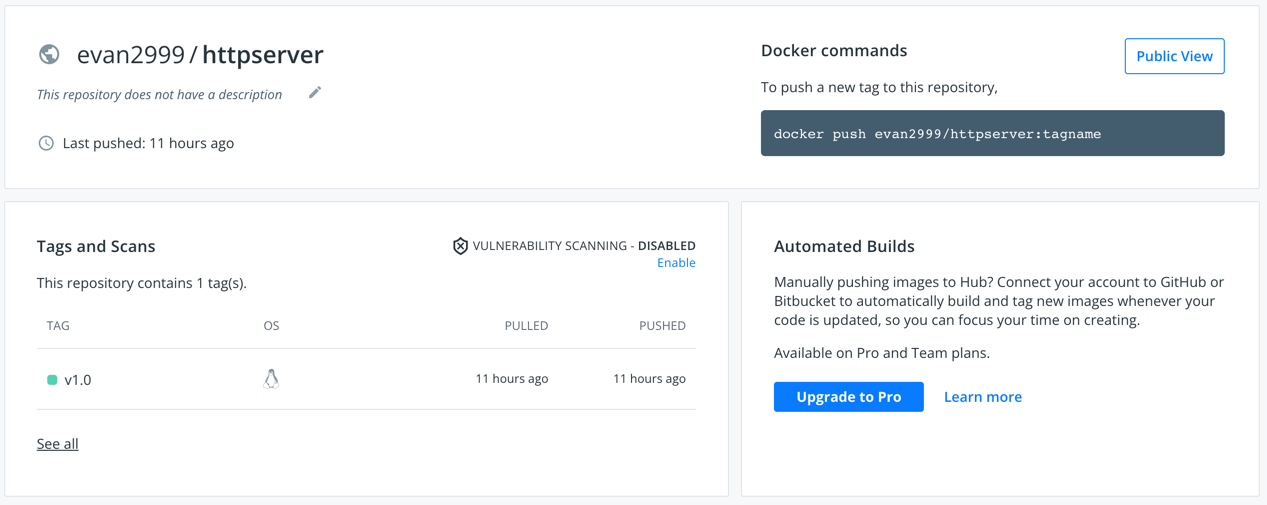 evan2999 / httpserver
This repository does not have a description
Last pushed: 11 hours ago
Docker commands
Public View
To push a new tag to this repository,
docker push evan2999/httpserver:tagname
Tags and Scans
VULNERABILITY SCANNING - DISABLED
Enable
This repository contains 1 tag(s).
TAG OS PULLED PUSHED
v1.0 11 hours ago 11 hours ago
See all
Automated Builds
Manually pushing images to Hub? Connect your account to GitHub or
Bitbucket to automatically build and tag new images whenever your
code is updated, so you can focus your time on creating.
Available on Pro and Team plans.
Upgrade to Pro Learn more